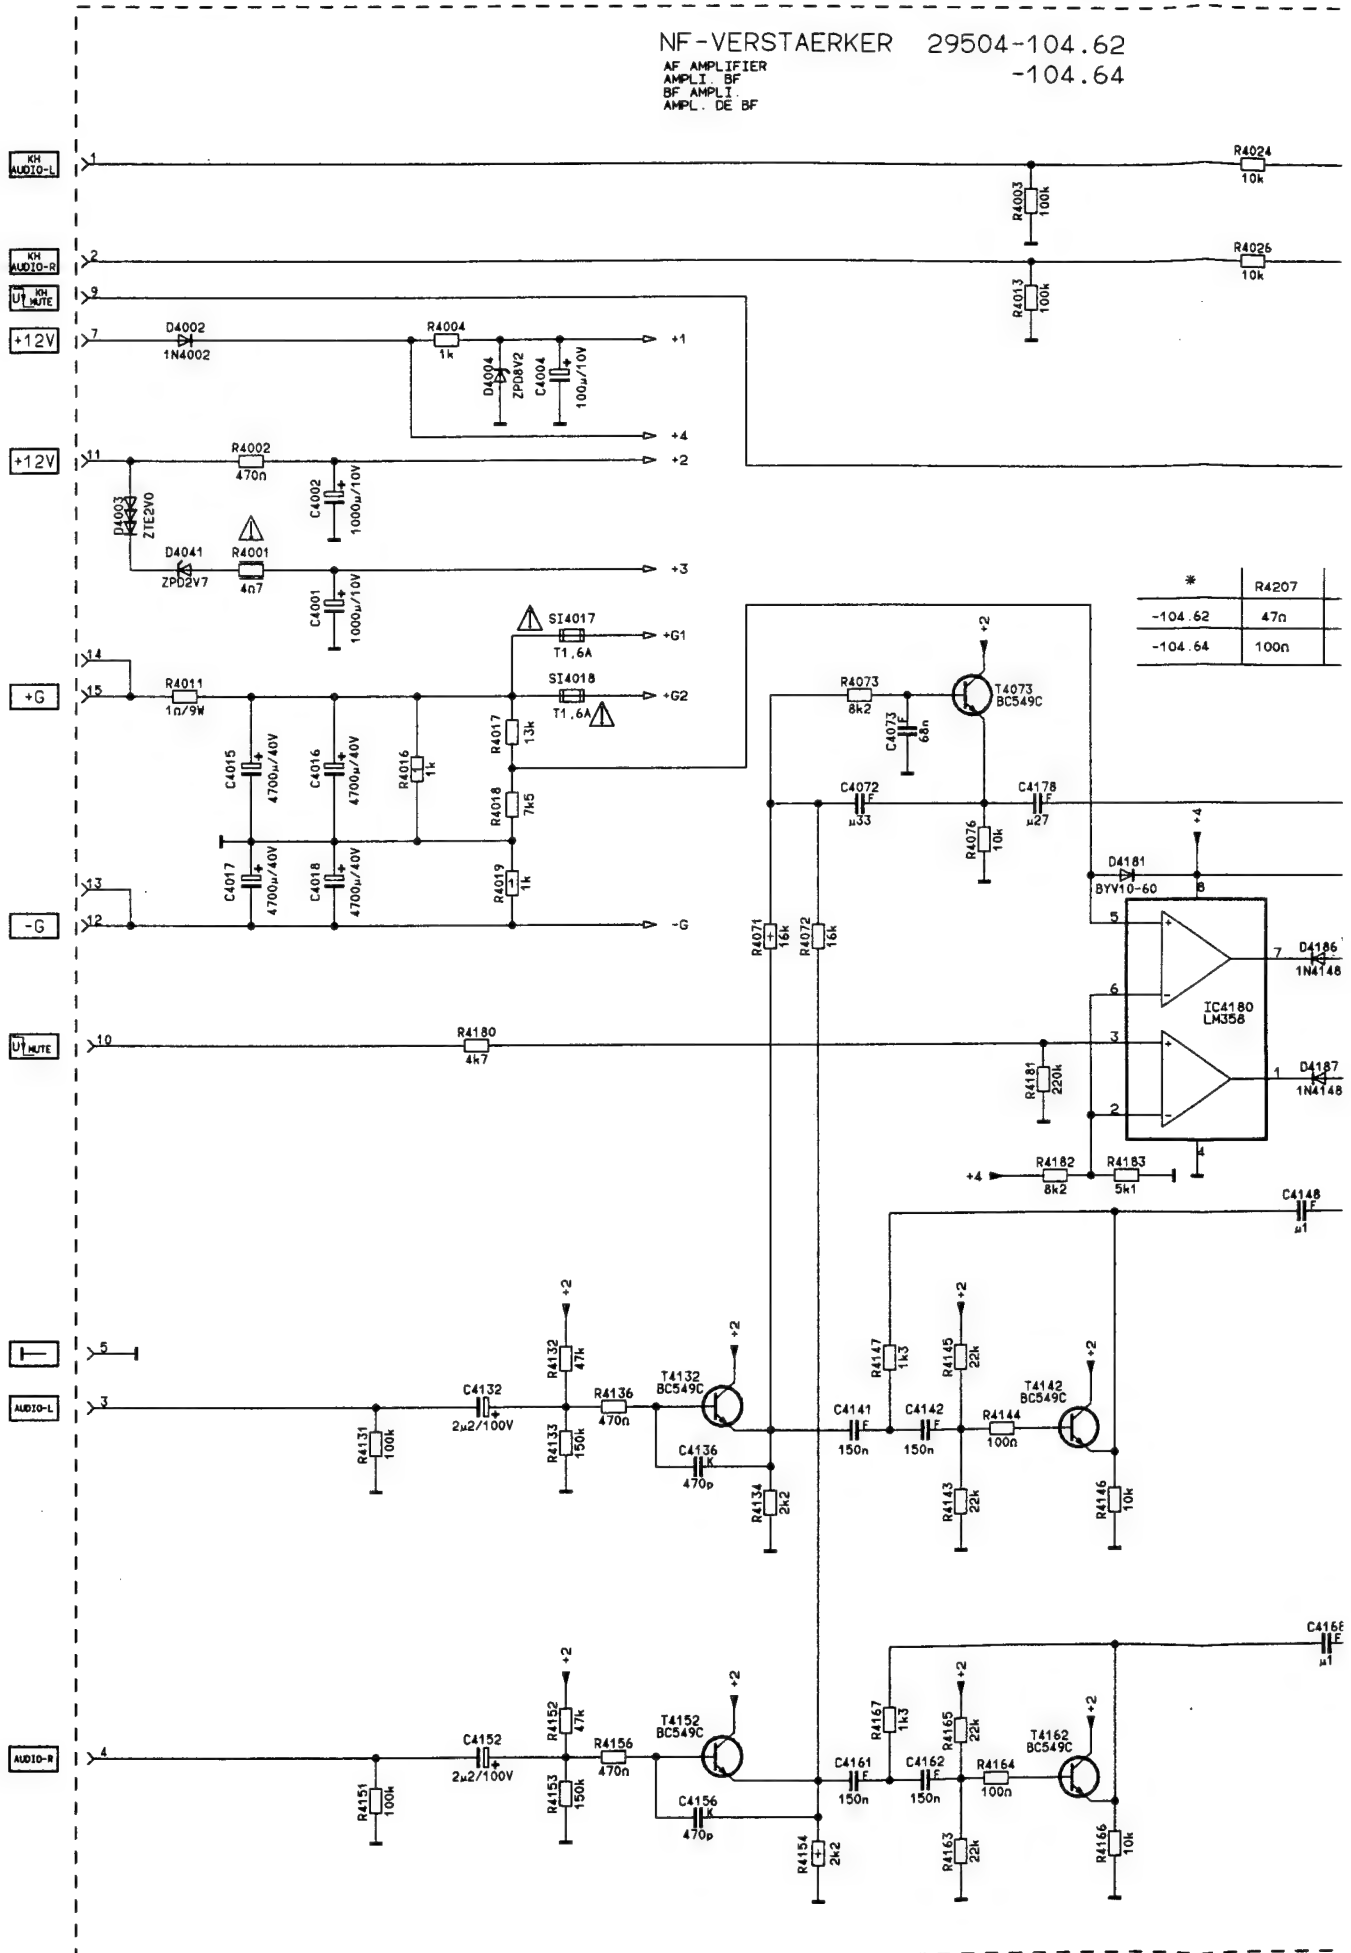 NF-VERSTAERKER 29504-104.62
-104.64
AF AMPLIFIER
AMPLI. BF
BF AMPLI.
AMPL. DE BF
KH
AUDIO-L
1
R4024
10k
R4003
100k
KH
AUDIO-R
2
R4026
10k
R4013
100k
U KH
MUTE
9
+12V
7
D4002
1N4002
R4004
1k
+1
D4004
ZPD8V2
C4004
100µ/10V
+
+4
+12V
11
R4002
470n
+2
D4003
ZTE2V0
C4002
1000µ/10V
+
D4041
ZPD2V7
R4001
4n7
+3
C4001
1000µ/10V
+
*
R4207
-104.62
47n
-104.64
100n
SI4017
T1,6A
+G1
14
+G
15
R4011
1n/9W
SI4018
T1,6A
+G2
R4073
8k2
C4073
F
68n
T4073
BC549C
+2
C4015
4700µ/40V
+
C4016
4700µ/40V
+
R4016
1k
R4017
13k
R4018
7k5
C4072
F
µ33
C4178
F
µ27
R4076
10k
+4
C4017
4700µ/40V
+
C4018
4700µ/40V
+
R4019
1k
D4181
BYV10-60
8
13
-G
12
-G
R4071
16k
R4072
16k
5
+
7
D4186
1N4148
6
-
IC4180
LM358
U MUTE
10
R4180
4k7
3
+
R4181
220k
1
D4187
1N4148
2
-
4
+4
R4182
8k2
R4183
5k1
C4148
F
µ1
5
AUDIO-L
3
R4131
100k
C4132
+
2µ2/100V
+2
R4132
47k
R4133
150k
R4136
470n
T4132
BC549C
+2
C4136
K
470p
R4134
2k2
C4141
F
150n
R4147
1k3
C4142
F
150n
+2
R4145
22k
R4143
22k
R4144
100n
T4142
BC549C
+2
R4146
10k
C4168
F
µ1
AUDIO-R
4
R4151
100k
C4152
+
2µ2/100V
+2
R4152
47k
R4153
150k
R4156
470n
T4152
BC549C
+2
C4156
K
470p
R4154
2k2
C4161
F
150n
R4167
1k3
C4162
F
150n
+2
R4165
22k
R4163
22k
R4164
100n
T4162
BC549C
+2
R4166
10k